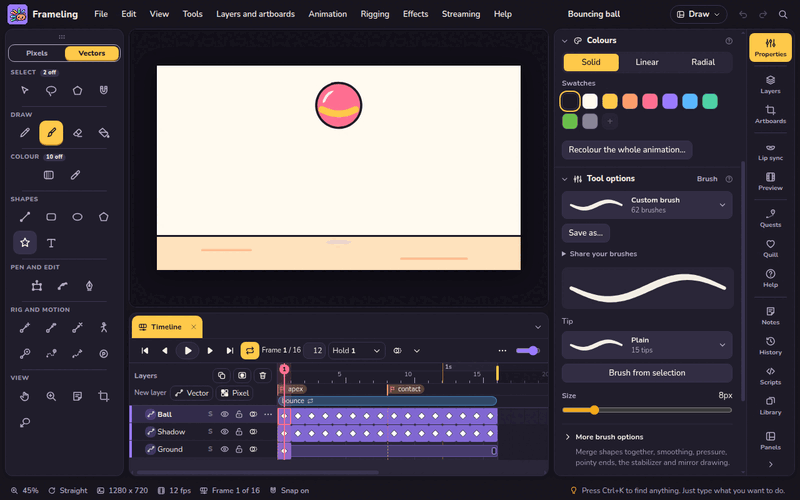 Frameling File Edit View Tools Layers and artboards Animation Rigging Effects Streaming Help Bouncing ball Draw
Pixels Vectors
SELECT 2 off
DRAW
COLOUR 10 off
SHAPES
PEN AND EDIT
RIG AND MOTION
VIEW
Timeline
Frame 1 / 16 12 Hold 1
Layers
New layer Vector Pixel
1 5 10 1s 15
apex contact
bounce
Ball S
Shadow S
Ground S
Colours
Solid Linear Radial
Swatches
Recolour the whole animation...
Tool options Brush
Custom brush
62 brushes
Save as...
Share your brushes
Tip
Plain
15 tips
Brush from selection
Size 8px
More brush options
Merge shapes together, smoothing, pressure,
pointy ends, the stabilizer and mirror drawing.
Properties
Layers
Artboards
Lip sync
Preview
Quests
Quill
Help
Notes
History
Scripts
Library
Panels
45% Straight 1280 x 720 12 fps Frame 1 of 16 Snap on Press Ctrl+K to find anything. Just type what you want to do.